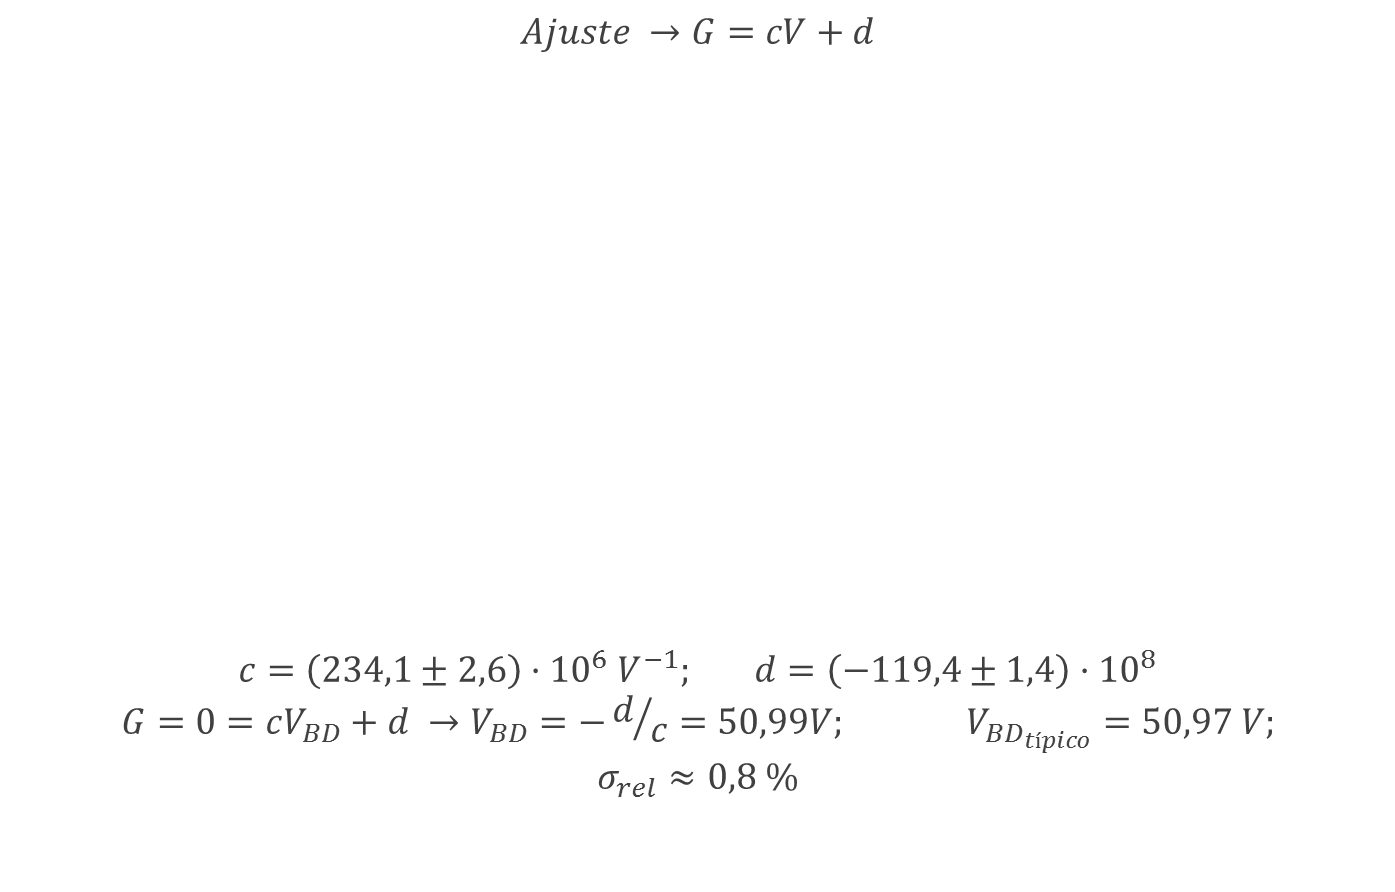 Ajuste → G = cV + d
c = (234,1 ± 2,6) · 10⁶ V⁻¹; d = (−119,4 ± 1,4) · 10⁸
G = 0 = cV_BD + d → V_BD = − d/c = 50,99V; V_BD_típico = 50,97 V;
σ_rel ≈ 0,8 %